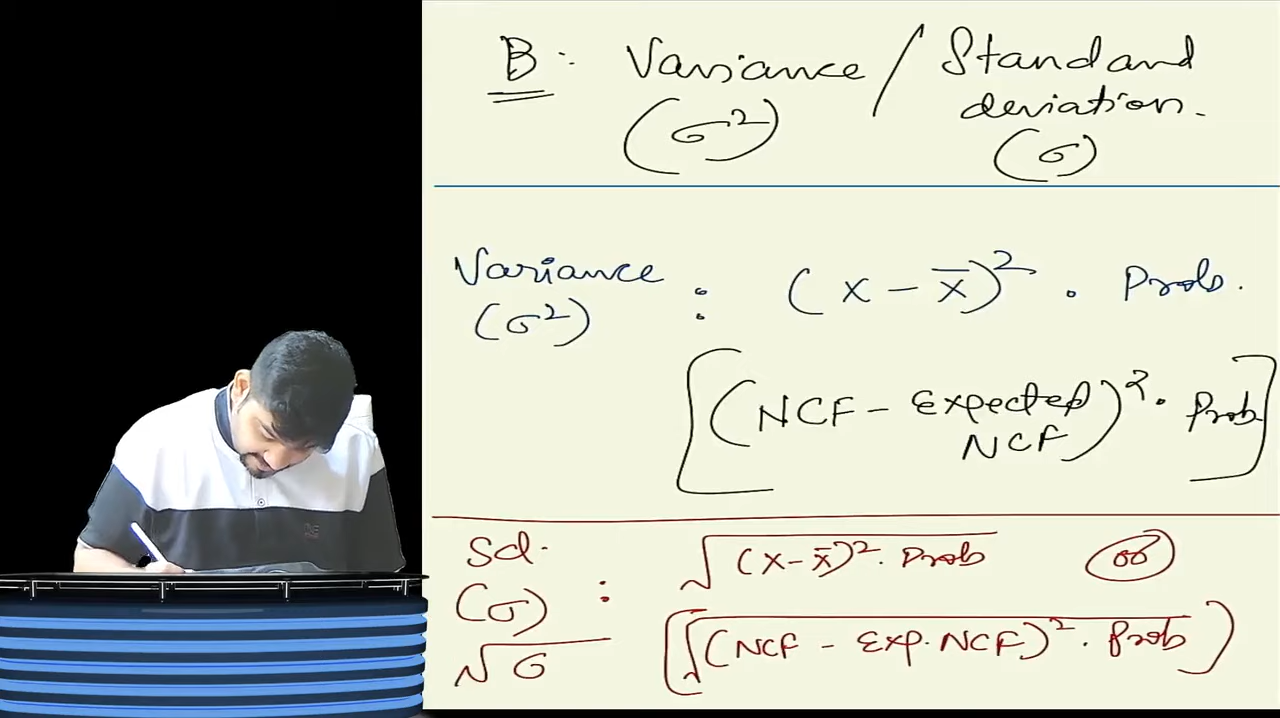 B:- Variance / Standard
deviation.
(σ²) (σ)
Variance : (x - x̄)² . Prob.
(σ²)
[(NCF - Expected
NCF)². Prob]
Sd. √(x-x̄)². Prob or
(σ) :
√σ (√(NCF - Exp. NCF)². Prob)